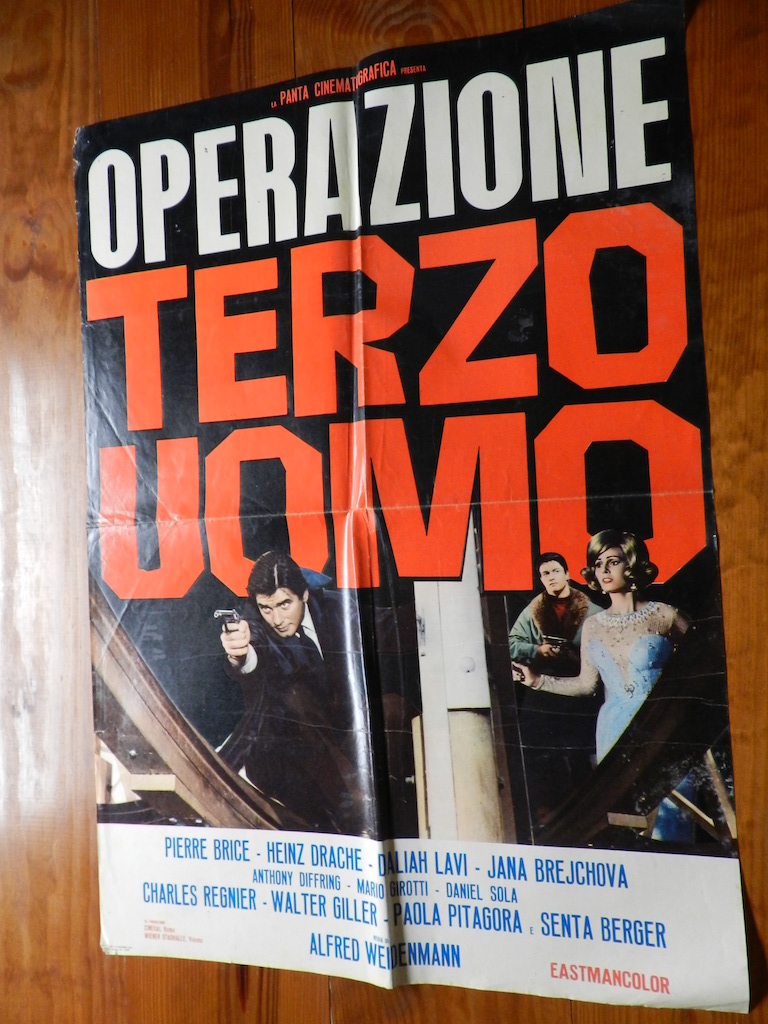 LA PANTA CINEMATOGRAFICA PRESENTA
OPERAZIONE
TERZO
UOMO
PIERRE BRICE - HEINZ DRACHE - DALIAH LAVI - JANA BREJCHOVA
ANTHONY DIFFRING - MARIO GIROTTI - DANIEL SOLA
CHARLES REGNIER - WALTER GILLER - PAOLA PITAGORA E SENTA BERGER
ALFRED WEIDENMANN
EASTMANCOLOR